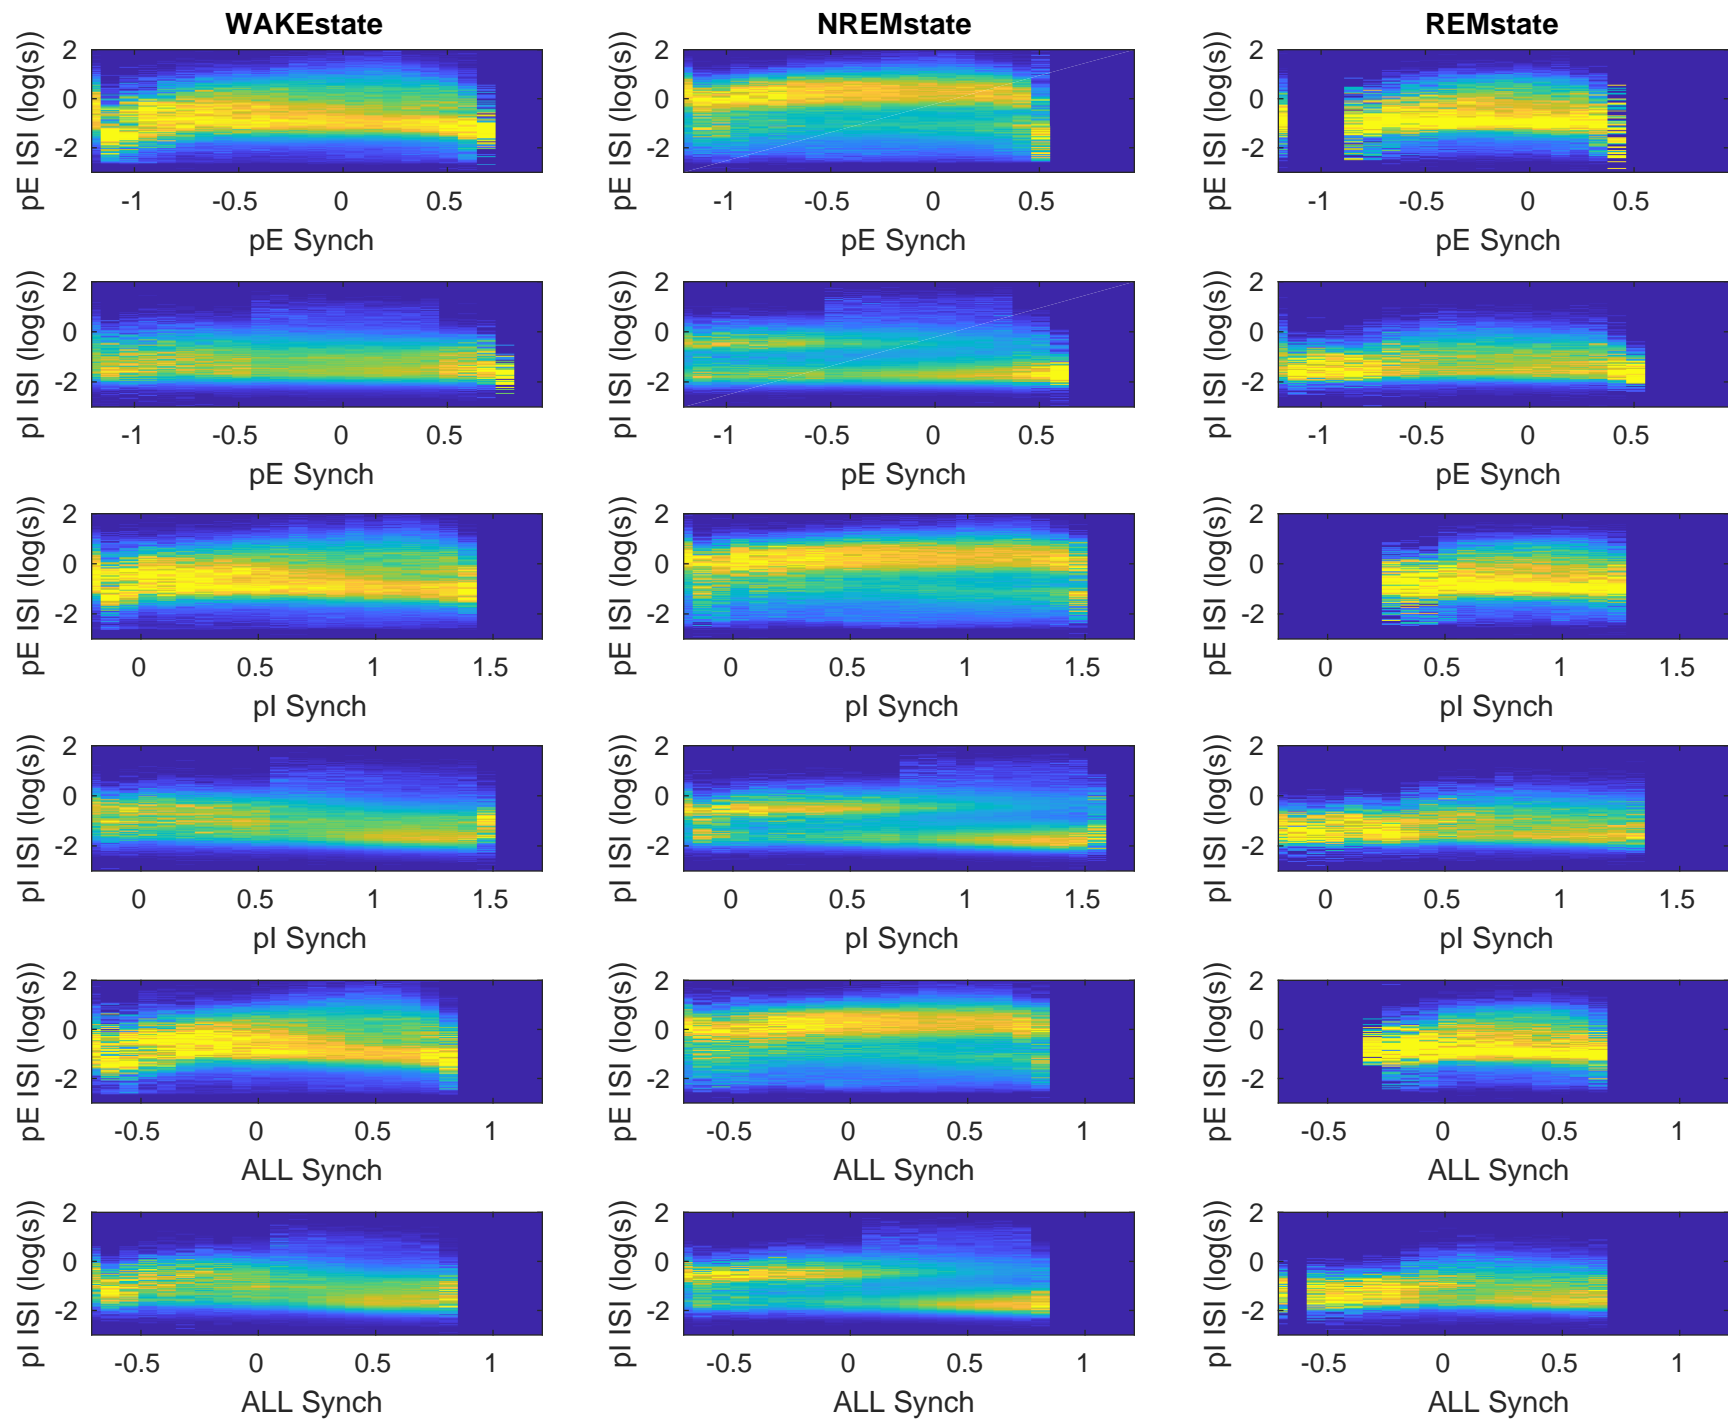 WAKEstate NREMstate REMstate
pE ISI (log(s)) 2 0 -2 pE ISI (log(s)) 2 0 -2 pE ISI (log(s)) 2 0 -2
-1 -0.5 0 0.5 -1 -0.5 0 0.5 -1 -0.5 0 0.5
pE Synch pE Synch pE Synch
pI ISI (log(s)) 2 0 -2 pI ISI (log(s)) 2 0 -2 pI ISI (log(s)) 2 0 -2
-1 -0.5 0 0.5 -1 -0.5 0 0.5 -1 -0.5 0 0.5
pE Synch pE Synch pE Synch
pE ISI (log(s)) 2 0 -2 pE ISI (log(s)) 2 0 -2 pE ISI (log(s)) 2 0 -2
0 0.5 1 1.5 0 0.5 1 1.5 0 0.5 1 1.5
pI Synch pI Synch pI Synch
pI ISI (log(s)) 2 0 -2 pI ISI (log(s)) 2 0 -2 pI ISI (log(s)) 2 0 -2
0 0.5 1 1.5 0 0.5 1 1.5 0 0.5 1 1.5
pI Synch pI Synch pI Synch
pE ISI (log(s)) 2 0 -2 pE ISI (log(s)) 2 0 -2 pE ISI (log(s)) 2 0 -2
-0.5 0 0.5 1 -0.5 0 0.5 1 -0.5 0 0.5 1
ALL Synch ALL Synch ALL Synch
pI ISI (log(s)) 2 0 -2 pI ISI (log(s)) 2 0 -2 pI ISI (log(s)) 2 0 -2
-0.5 0 0.5 1 -0.5 0 0.5 1 -0.5 0 0.5 1
ALL Synch ALL Synch ALL Synch